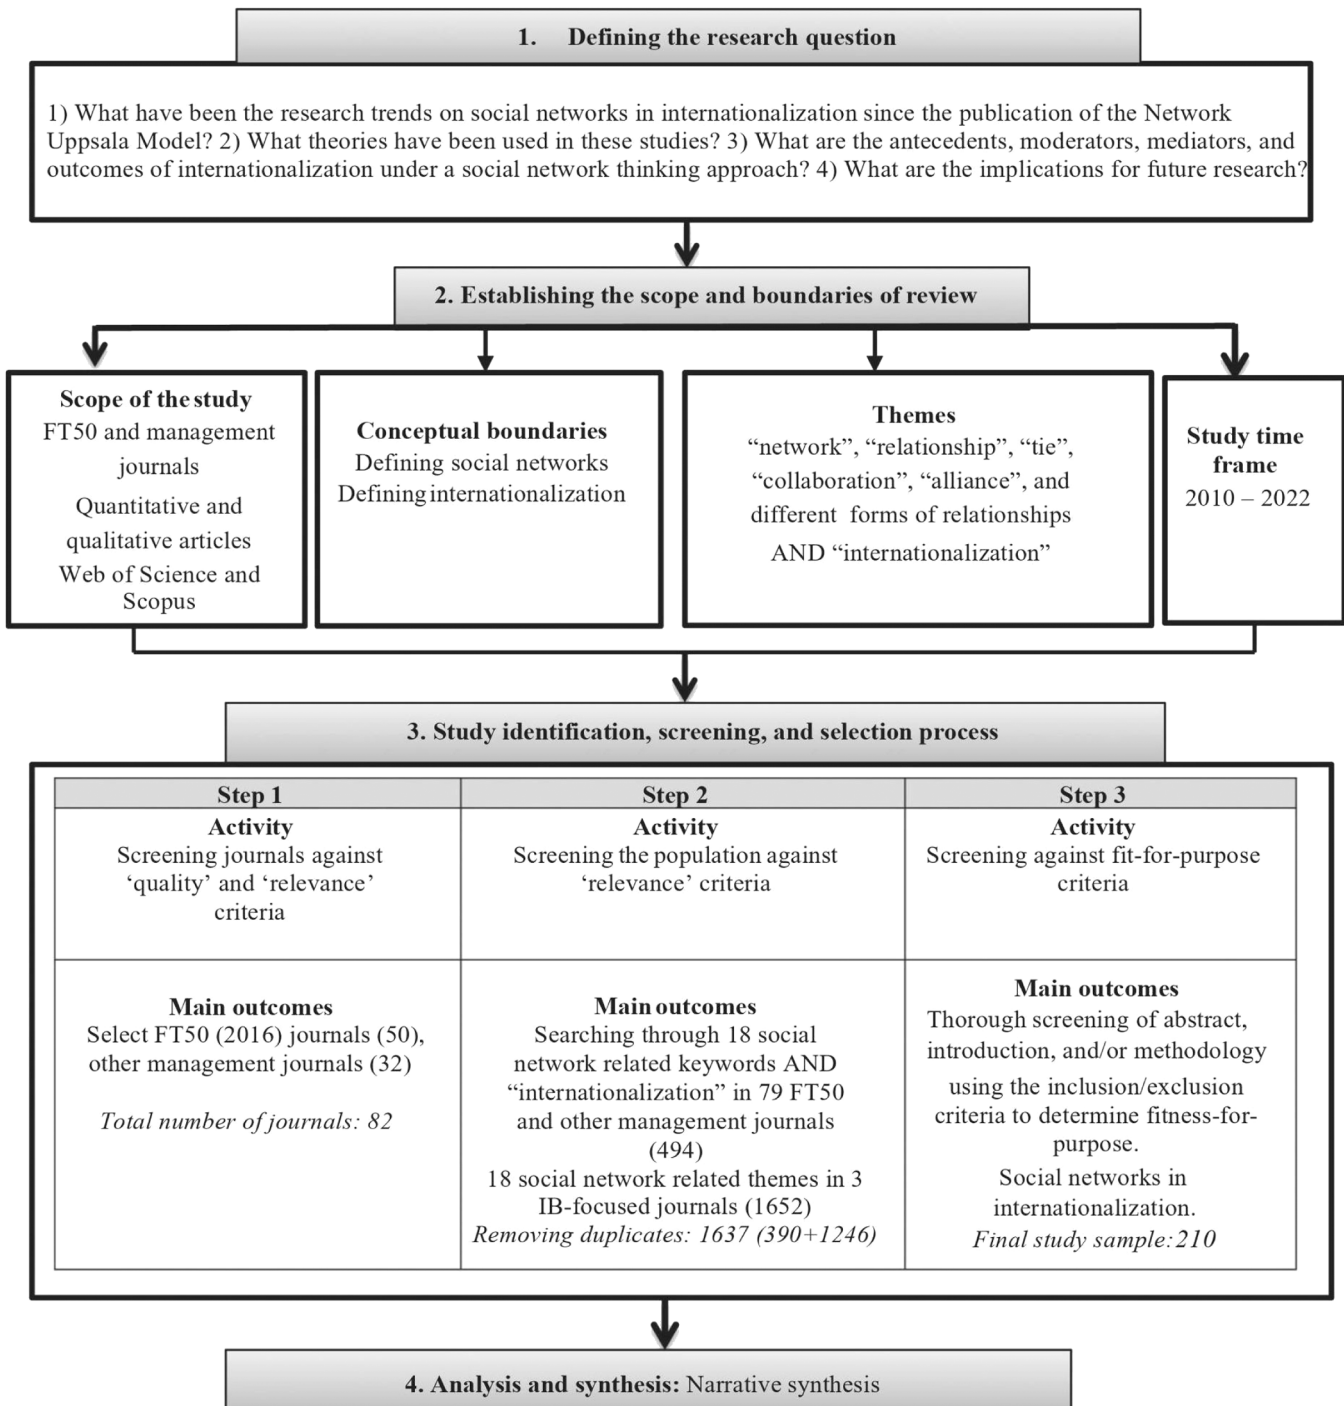 1. Defining the research question
1) What have been the research trends on social networks in internationalization since the publication of the Network
Uppsala Model? 2) What theories have been used in these studies? 3) What are the antecedents, moderators, mediators, and
outcomes of internationalization under a social network thinking approach? 4) What are the implications for future research?
2. Establishing the scope and boundaries of review
Scope of the study
FT50 and management
journals
Quantitative and
qualitative articles
Web of Science and
Scopus
Conceptual boundaries
Defining social networks
Defining internationalization
Themes
“network”, “relationship”, “tie”,
“collaboration”, “alliance”, and
different forms of relationships
AND “internationalization”
Study time
frame
2010 – 2022
3. Study identification, screening, and selection process
Step 1
Activity
Screening journals against
‘quality’ and ‘relevance’
criteria
Main outcomes
Select FT50 (2016) journals (50),
other management journals (32)
Total number of journals: 82
Step 2
Activity
Screening the population against
‘relevance’ criteria
Main outcomes
Searching through 18 social
network related keywords AND
“internationalization” in 79 FT50
and other management journals
(494)
18 social network related themes in 3
IB-focused journals (1652)
Removing duplicates: 1637 (390+1246)
Step 3
Activity
Screening against fit-for-purpose
criteria
Main outcomes
Thorough screening of abstract,
introduction, and/or methodology
using the inclusion/exclusion
criteria to determine fitness-for-
purpose.
Social networks in
internationalization.
Final study sample:210
4. Analysis and synthesis: Narrative synthesis